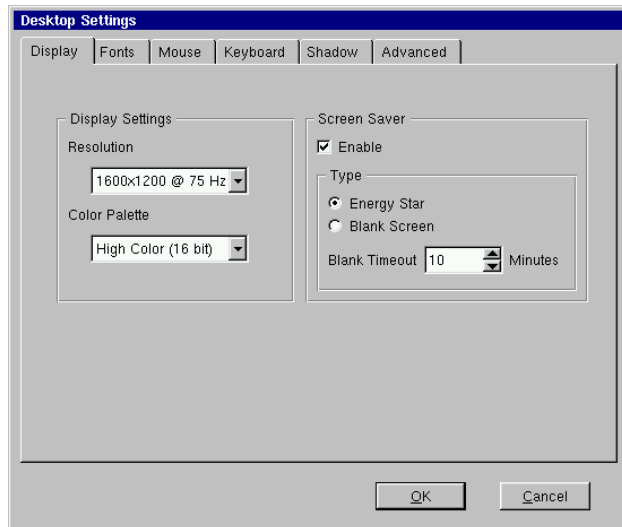 Desktop Settings
Display Fonts Mouse Keyboard Shadow Advanced
Display Settings
Resolution
1600x1200 @ 75 Hz
Color Palette
High Color (16 bit)
Screen Saver
Enable
Type
Energy Star
Blank Screen
Blank Timeout 10 Minutes
OK Cancel